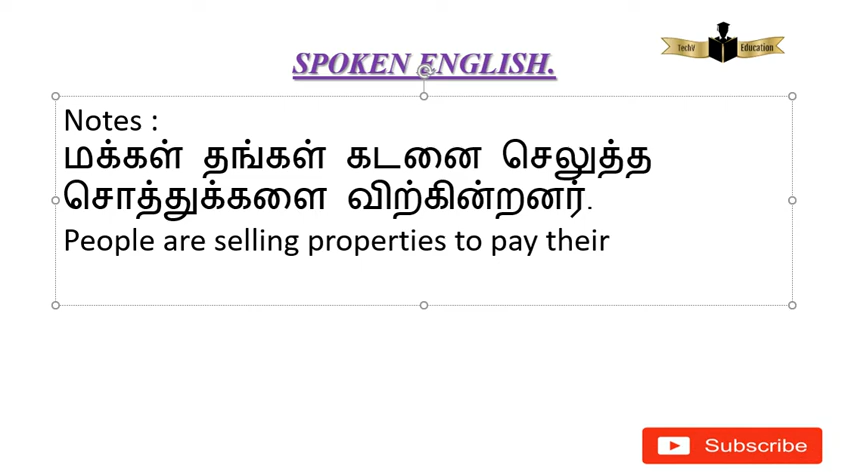 TechV Education
SPOKEN ENGLISH.
Notes :
மக்கள் தங்கள் கடனை செலுத்த
சொத்துக்களை விற்கின்றனர்.
People are selling properties to pay their
Subscribe